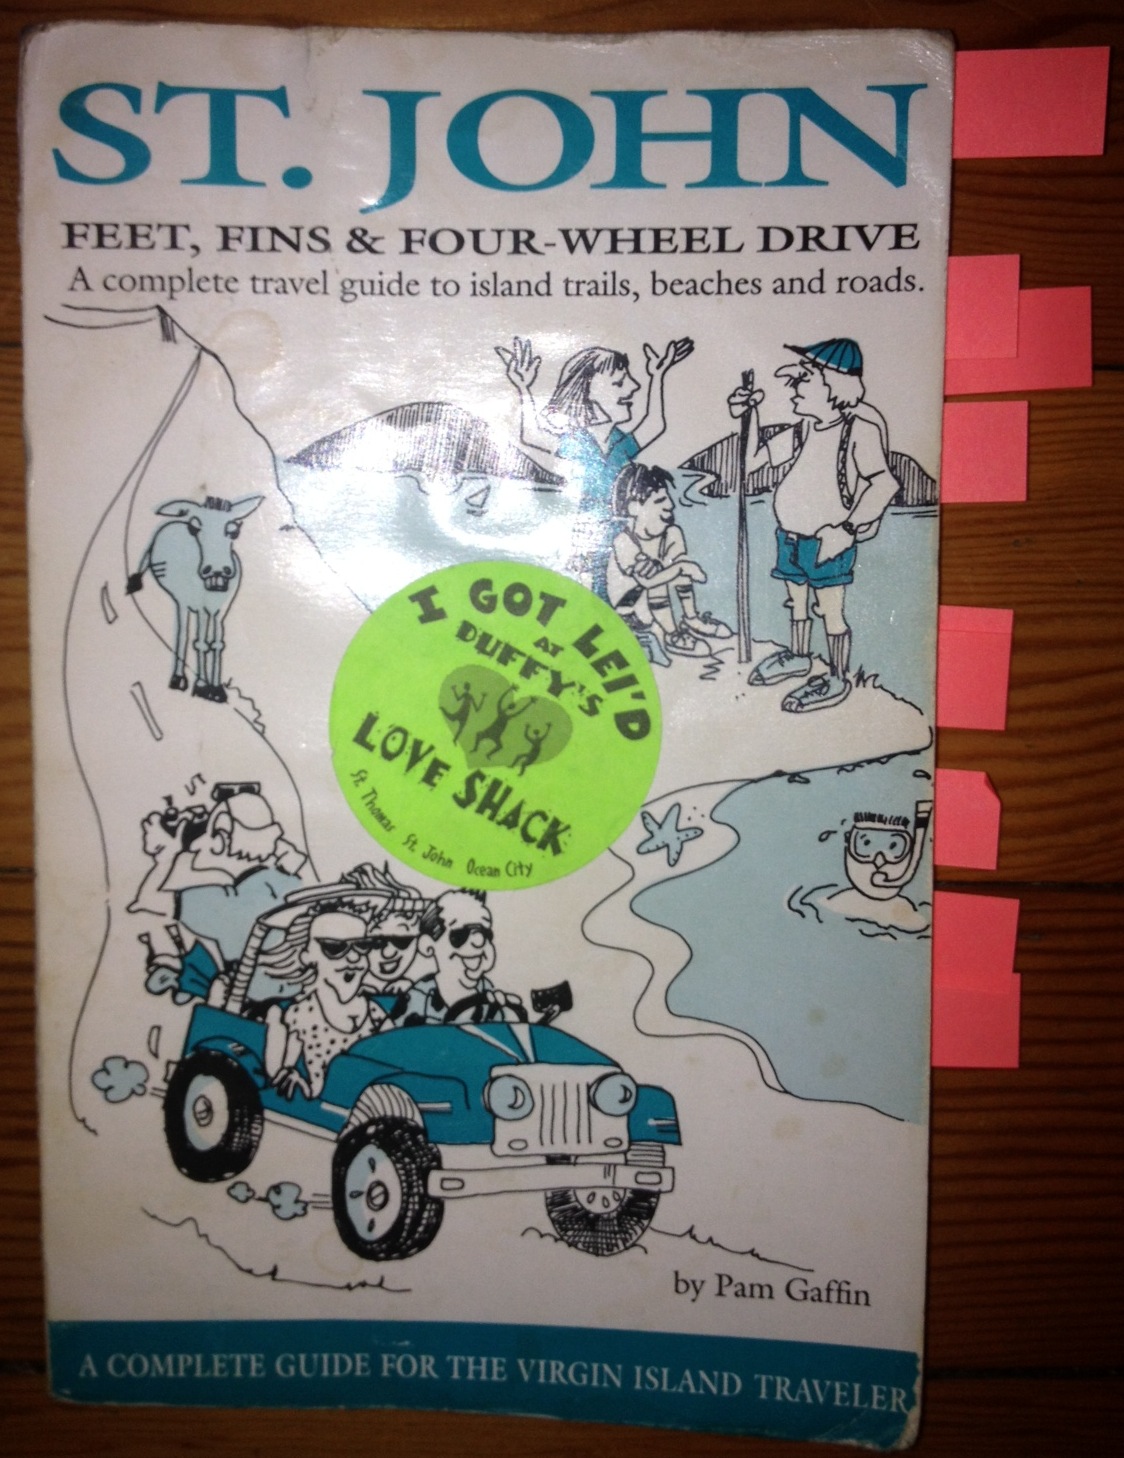 ST. JOHN
FEET, FINS & FOUR-WHEEL DRIVE
A complete travel guide to island trails, beaches and roads.
I GOT LEI'D
AT
DUFFY'S
LOVE SHACK
St Thomas St. John Ocean City
by Pam Gaffin
A COMPLETE GUIDE FOR THE VIRGIN ISLAND TRAVELER